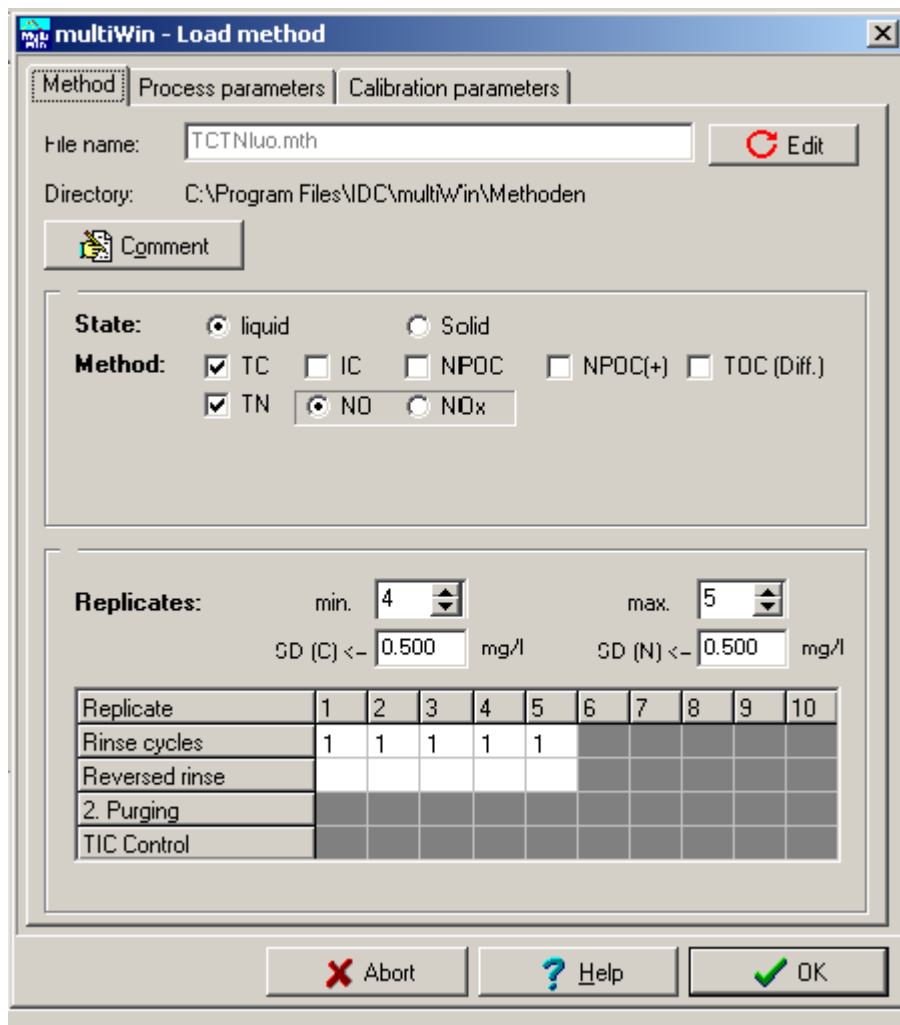 multiWin - Load method
Method Process parameters Calibration parameters
File name: TCTNluo.mth Edit
Directory: C:\Program Files\IDC\multiWin\Methoden
Comment
State: liquid Solid
Method: TC IC NPOC NPOC(+) TOC (Diff.)
TN NO NOx
Replicates: min. 4 max. 5
SD (C) <= 0.500 mg/l SD (N) <= 0.500 mg/l
Replicate 1 2 3 4 5 6 7 8 9 10
Rinse cycles 1 1 1 1 1
Reversed rinse
2. Purging
TIC Control
Abort Help OK